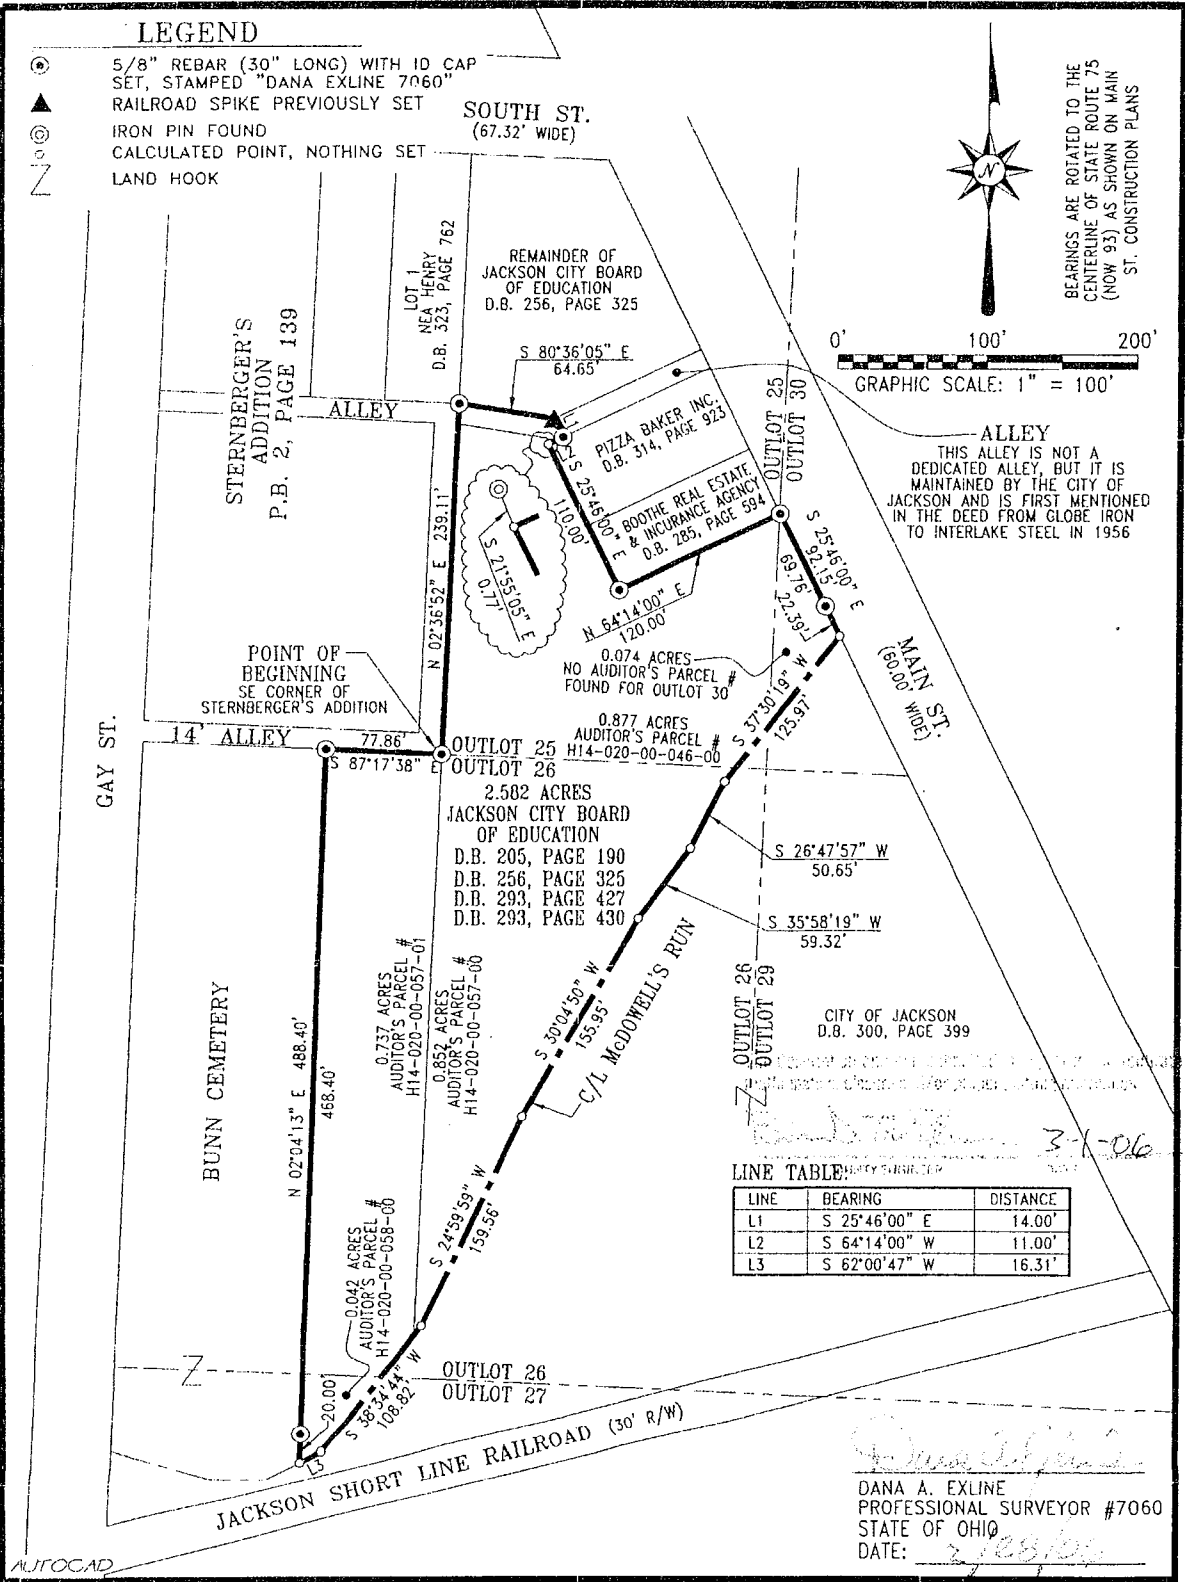 LEGEND
5/8" REBAR (30" LONG) WITH ID CAP
SET, STAMPED "DANA EXLINE 7060"
RAILROAD SPIKE PREVIOUSLY SET
IRON PIN FOUND
CALCULATED POINT, NOTHING SET
LAND HOOK
SOUTH ST.
(67.32' WIDE)
N
BEARINGS ARE ROTATED TO THE
CENTERLINE OF STATE ROUTE 75
(NOW 93) AS SHOWN ON MAIN
ST. CONSTRUCTION PLANS
0' 100' 200'
GRAPHIC SCALE: 1" = 100'
LOT 1
NEA HENRY
D.B. 323, PAGE 762
REMAINDER OF
JACKSON CITY BOARD
OF EDUCATION
D.B. 256, PAGE 325
STERNBERGER'S
ADDITION
P.B. 2, PAGE 139
S 80°36'05" E
64.65'
ALLEY
L1
L2
PIZZA BAKER INC.
D.B. 314, PAGE 923
OUTLOT 25
OUTLOT 30
ALLEY
THIS ALLEY IS NOT A
DEDICATED ALLEY, BUT IT IS
MAINTAINED BY THE CITY OF
JACKSON AND IS FIRST MENTIONED
IN THE DEED FROM GLOBE IRON
TO INTERLAKE STEEL IN 1956
S 25°46'00" E
110.00'
BOOTHE REAL ESTATE
& INCURANCE AGENCY
D.B. 285, PAGE 594
S 21°55'05" E
0.77'
N 02°36'52" E 239.11'
N 64°14'00" E
120.00'
S 25°46'00" E
92.15'
69.76'
22.39'
MAIN ST.
(60.00' WIDE)
0.074 ACRES
NO AUDITOR'S PARCEL #
FOUND FOR OUTLOT 30
POINT OF
BEGINNING
SE CORNER OF
STERNBERGER'S ADDITION
S 37°30'19" W
125.97'
0.877 ACRES
AUDITOR'S PARCEL #
H14-020-00-046-00
GAY ST.
14' ALLEY
77.86'
S 87°17'38" E
OUTLOT 25
OUTLOT 26
2.582 ACRES
JACKSON CITY BOARD
OF EDUCATION
D.B. 205, PAGE 190
D.B. 256, PAGE 325
D.B. 293, PAGE 427
D.B. 293, PAGE 430
S 26°47'57" W
50.65'
S 35°58'19" W
59.32'
BUNN CEMETERY
N 02°04'13" E 488.40'
468.40'
0.737 ACRES
AUDITOR'S PARCEL #
H14-020-00-057-01
0.852 ACRES
AUDITOR'S PARCEL #
H14-020-00-057-00
S 30°04'50" W
155.95'
C/L McDOWELL'S RUN
OUTLOT 26
OUTLOT 29
CITY OF JACKSON
D.B. 300, PAGE 399
3-1-06
LINE TABLE:
LINE BEARING DISTANCE
L1 S 25°46'00" E 14.00'
L2 S 64°14'00" W 11.00'
L3 S 62°00'47" W 16.31'
S 24°59'59" W
159.56'
0.042 ACRES
AUDITOR'S PARCEL #
H14-020-00-058-00
20.00'
S 38°34'44" W
108.82'
L3
OUTLOT 26
OUTLOT 27
JACKSON SHORT LINE RAILROAD (30' R/W)
DANA A. EXLINE
PROFESSIONAL SURVEYOR #7060
STATE OF OHIO
DATE:
AUTOCAD